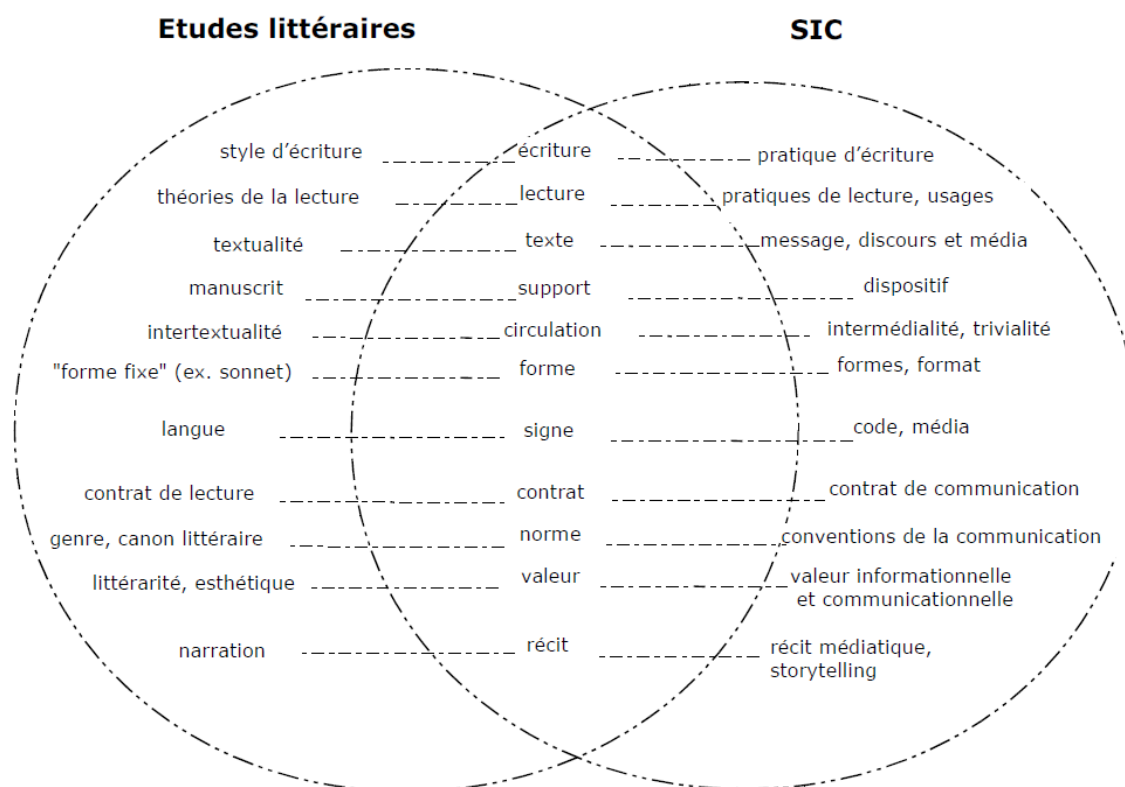 Etudes littéraires SIC
style d'écriture écriture pratique d'écriture
théories de la lecture lecture pratiques de lecture, usages
textualité texte message, discours et média
manuscrit support dispositif
intertextualité circulation intermédialité, trivialité
"forme fixe" (ex. sonnet) forme formes, format
langue signe code, média
contrat de lecture contrat contrat de communication
genre, canon littéraire norme conventions de la communication
littérarité, esthétique valeur valeur informationnelle
et communicationnelle
narration récit récit médiatique,
storytelling